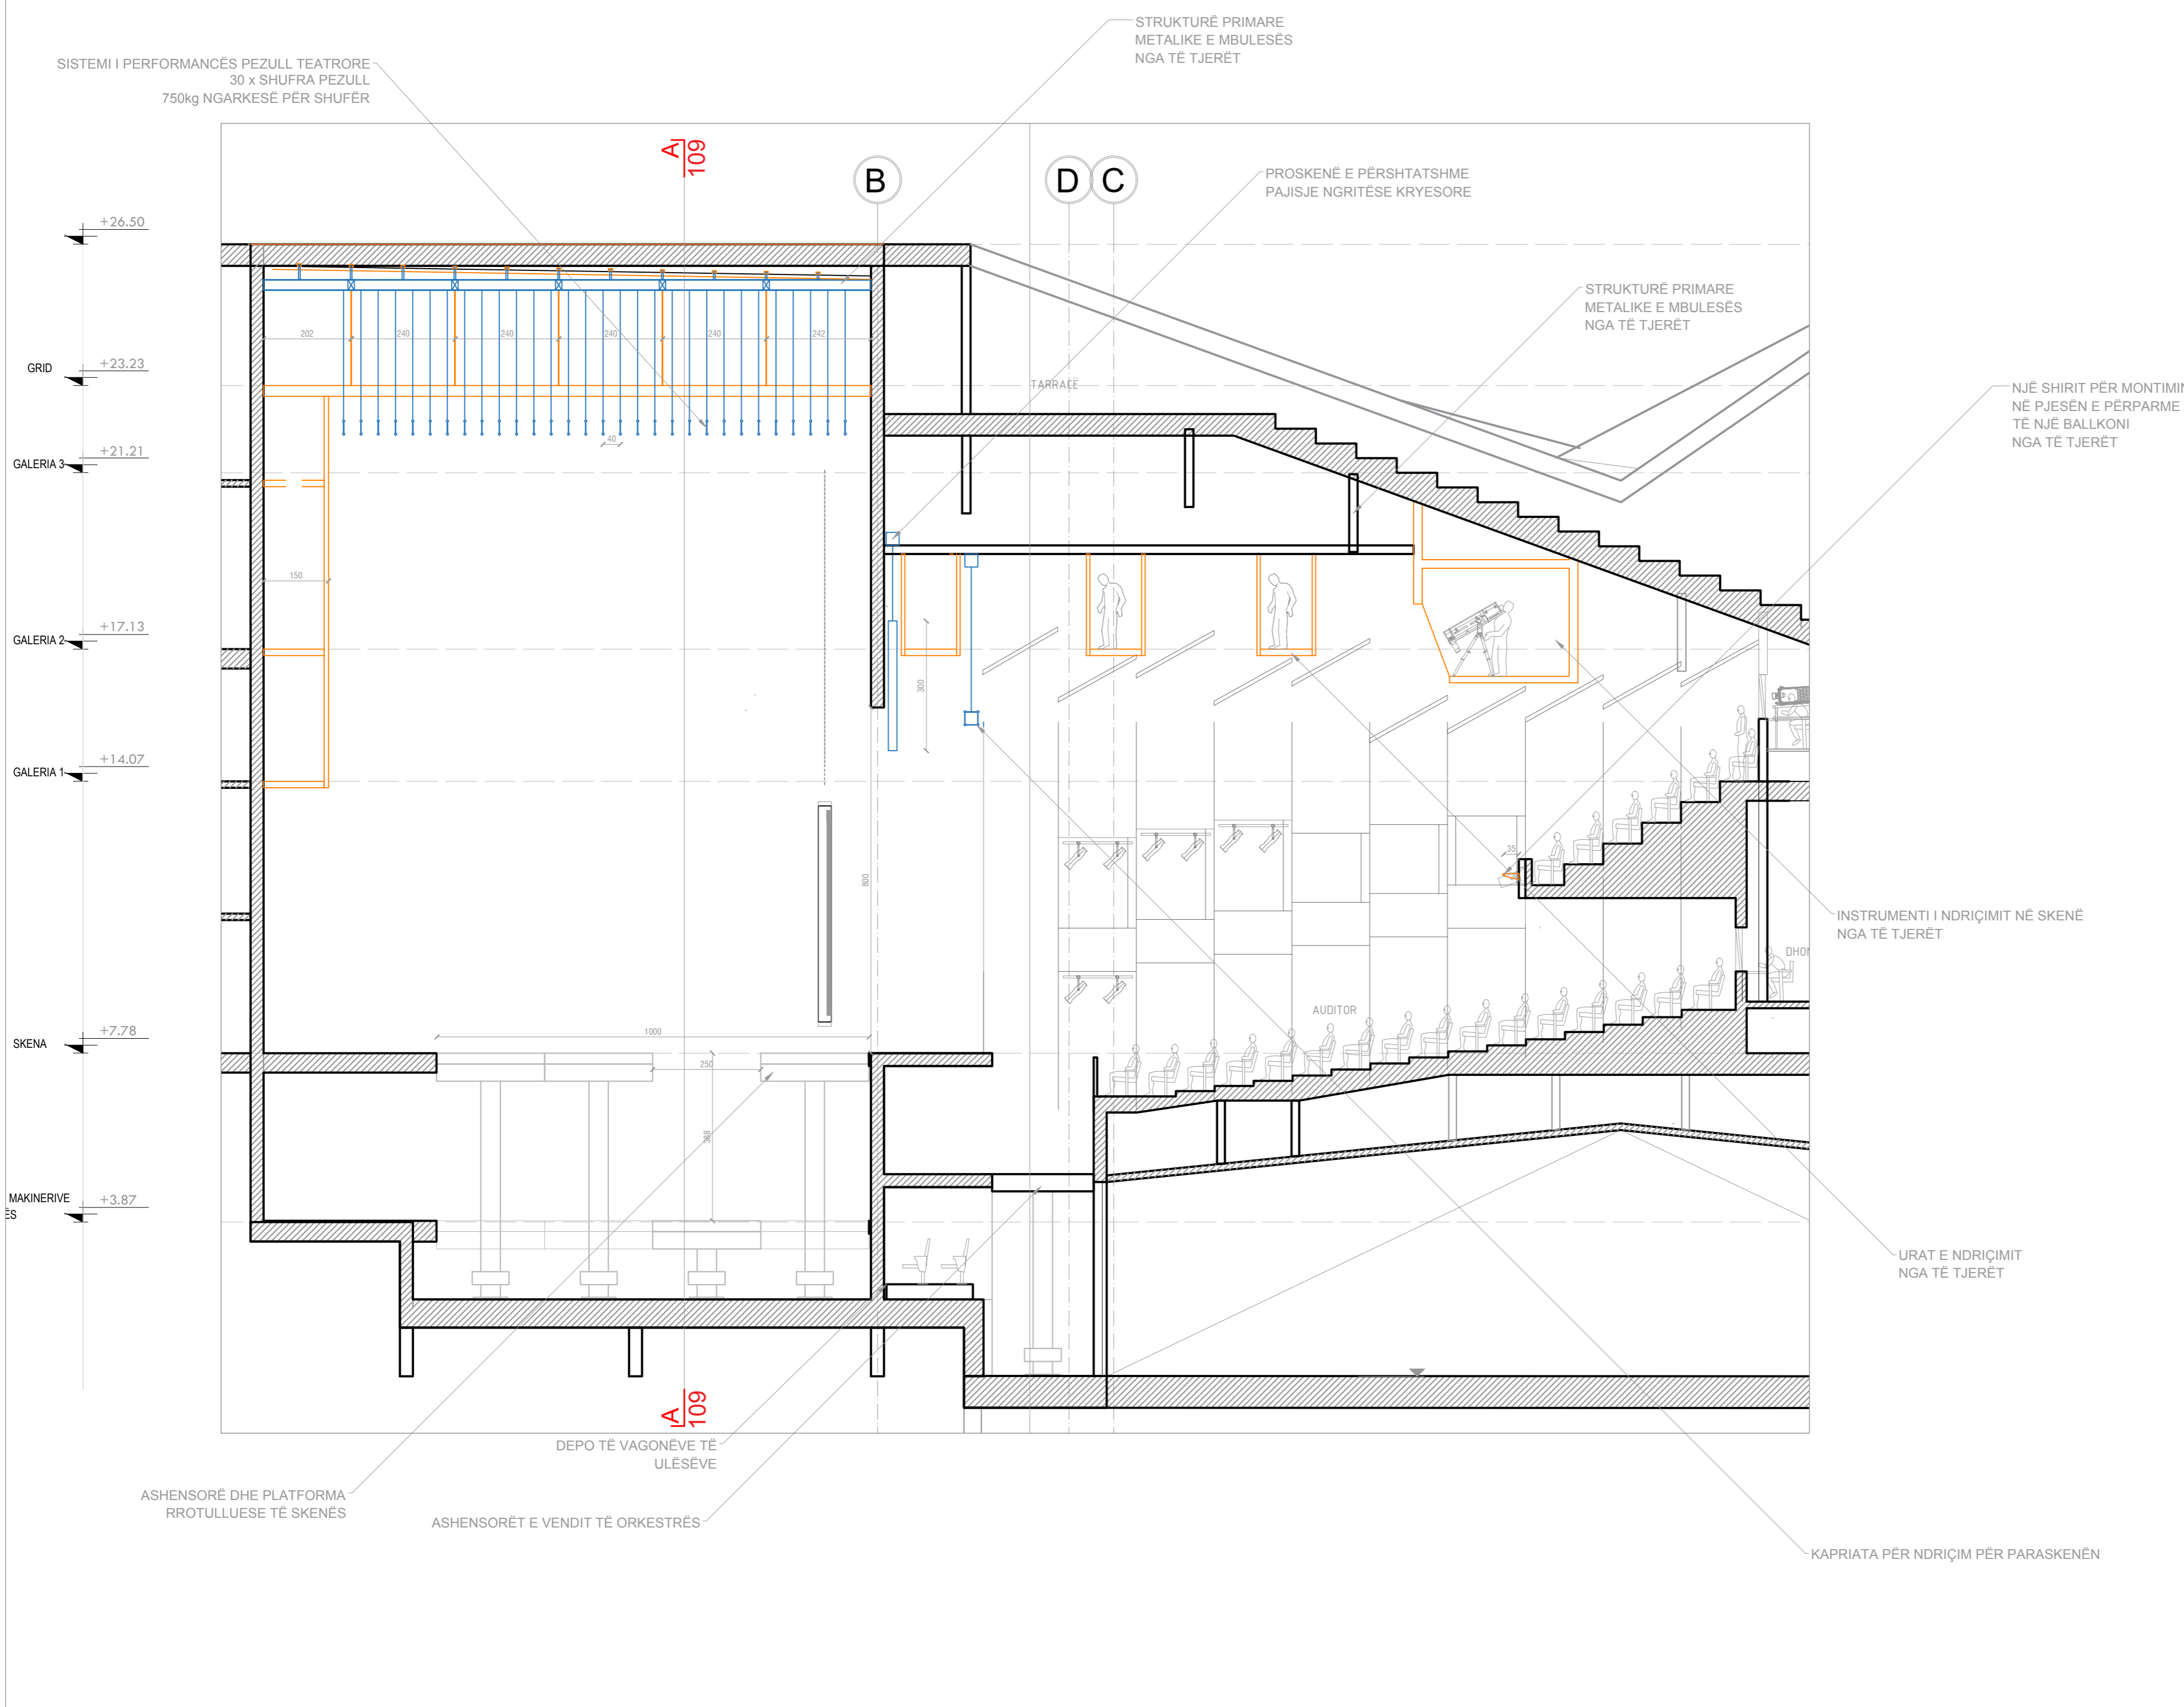 STRUKTURË PRIMARE
METALIKE E MBULESËS
NGA TË TJERËT
SISTEMI I PERFORMANCËS PEZULL TEATRORE
30 x SHUFRA PEZULL
750kg NGARKESË PËR SHUFËR
A
109
B
D
C
PROSKENË E PËRSHTATSHME
PAJISJE NGRITËSE KRYESORE
+26.50
STRUKTURË PRIMARE
METALIKE E MBULESËS
NGA TË TJERËT
202
240
240
240
240
242
GRID
+23.23
TARRACË
NJË SHIRIT PËR MONTIMIN
NË PJESËN E PËRPARME
TË NJË BALLKONI
NGA TË TJERËT
40
GALERIA 3
+21.21
150
GALERIA 2
+17.13
300
GALERIA 1
+14.07
800
35
INSTRUMENTI I NDRIÇIMIT NË SKENË
NGA TË TJERËT
DHOM
AUDITOR
SKENA
+7.78
1000
250
388
MAKINERIVE
ËS
+3.87
URAT E NDRIÇIMIT
NGA TË TJERËT
A
109
DEPO TË VAGONËVE TË
ULËSËVE
ASHENSORË DHE PLATFORMA
RROTULLUESE TË SKENËS
ASHENSORËT E VENDIT TË ORKESTRËS
KAPRIATA PËR NDRIÇIM PËR PARASKENËN